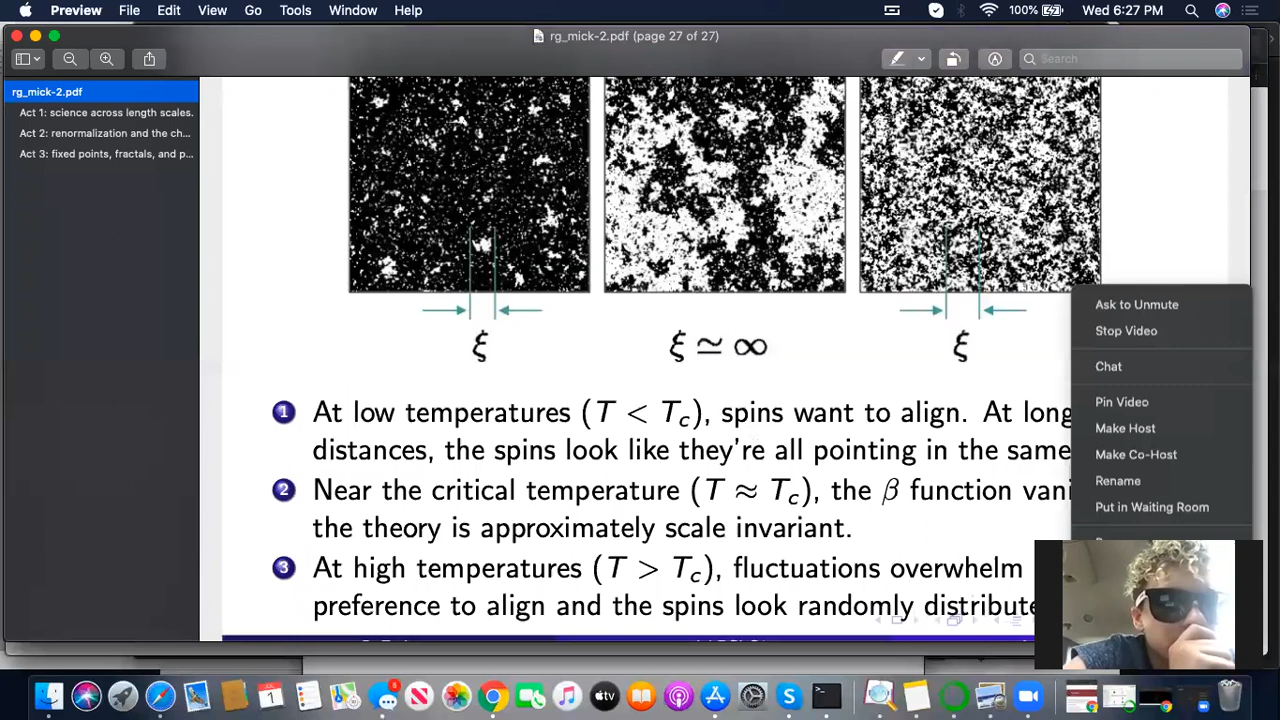 Preview File Edit View Go Tools Window Help 100% Wed 6:27 PM
rg_mick-2.pdf (page 27 of 27)
Search
rg_mick-2.pdf
Act 1: science across length scales.
Act 2: renormalization and the ch...
Act 3: fixed points, fractals, and p...
ξ
ξ ≃ ∞
ξ
1 At low temperatures (T < Tc), spins want to align. At long
distances, the spins look like they're all pointing in the same
2 Near the critical temperature (T ≈ Tc), the β function vani
the theory is approximately scale invariant.
3 At high temperatures (T > Tc), fluctuations overwhelm
preference to align and the spins look randomly distribute
Ask to Unmute
Stop Video
Chat
Pin Video
Make Host
Make Co-Host
Rename
Put in Waiting Room